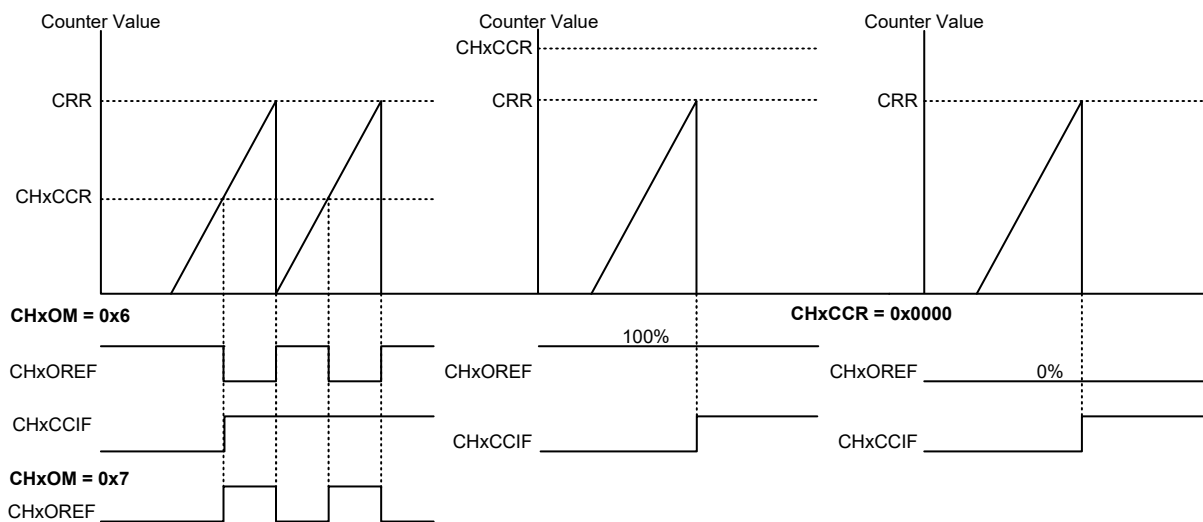 Counter Value
CRR
CHxCCR
CHxOM = 0x6
CHxOREF
CHxCCIF
CHxOM = 0x7
CHxOREF
Counter Value
CHxCCR
CRR
100%
CHxOREF
CHxCCIF
Counter Value
CRR
CHxCCR = 0x0000
CHxOREF
0%
CHxCCIF